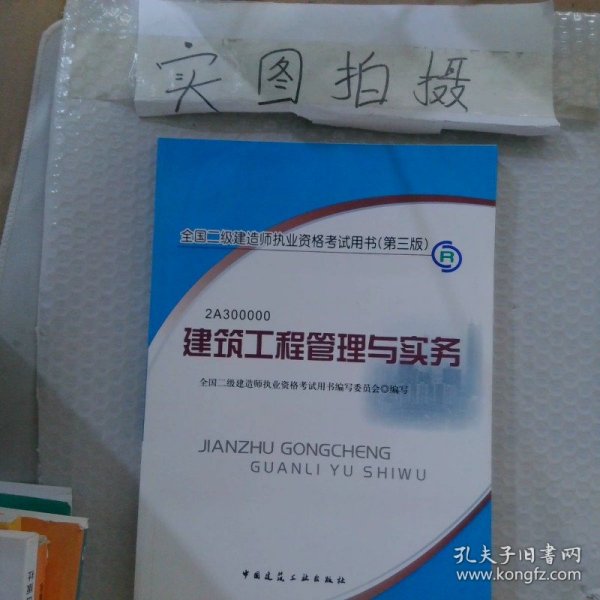 实图拍摄
全国二级建造师执业资格考试用书(第三版)
R
2A300000
建筑工程管理与实务
全国二级建造师执业资格考试用书编写委员会◎编写
JIANZHU GONGCHENG
GUANLI YU SHIWU
中国建筑工业出版社
孔夫子旧书网
www.kongfz.com